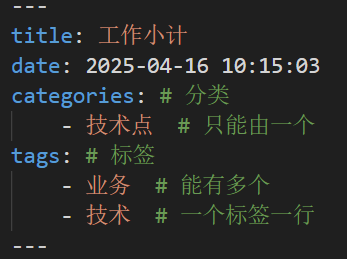 ---
title: 工作小计
date: 2025-04-16 10:15:03
categories: # 分类
    - 技术点  # 只能由一个
tags: # 标签
    - 业务  # 能有多个
    - 技术  # 一个标签一行
---